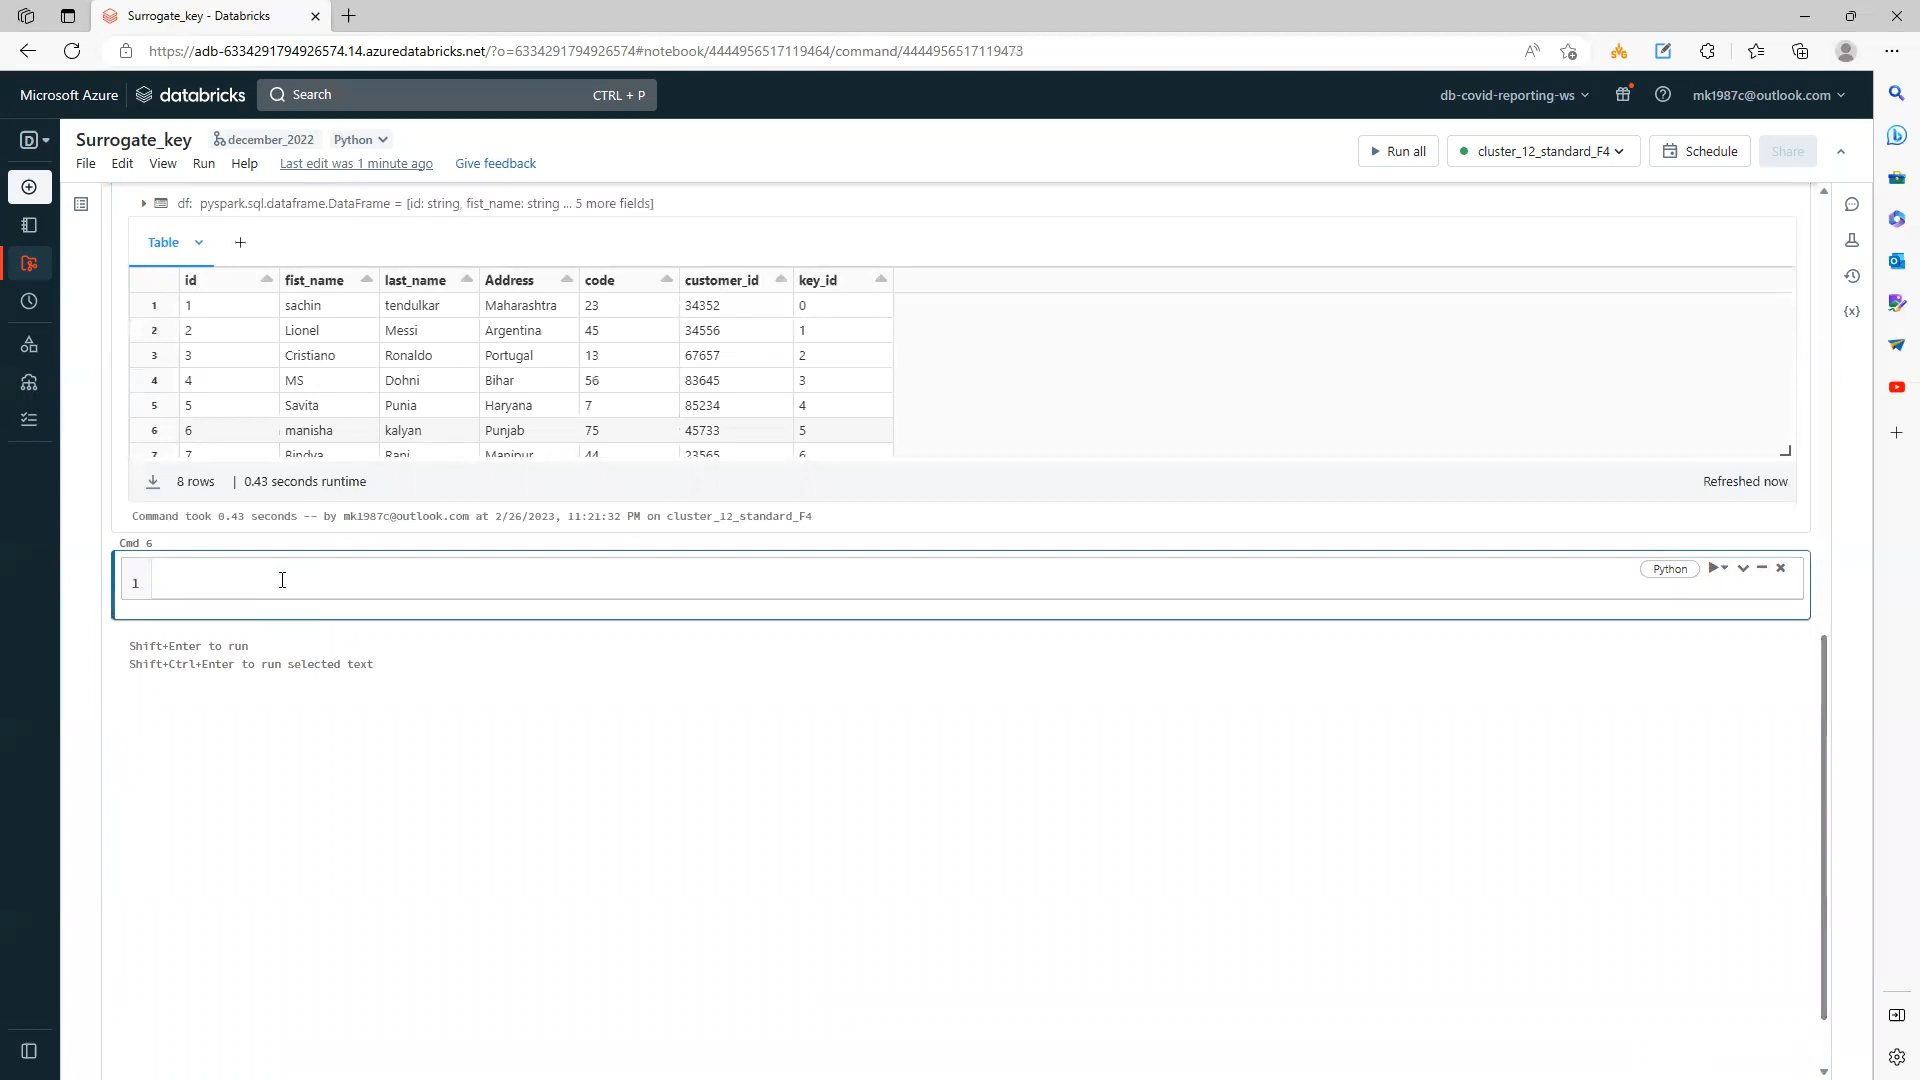 Surrogate_key - Databricks
https://adb-6334291794926574.14.azuredatabricks.net/?o=6334291794926574#notebook/4444956517119464/command/4444956517119473
Microsoft Azure databricks Search CTRL + P db-covid-reporting-ws mk1987c@outlook.com
Surrogate_key december_2022 Python
File Edit View Run Help Last edit was 1 minute ago Give feedback
Run all cluster_12_standard_F4 Schedule Share
df: pyspark.sql.dataframe.DataFrame = [id: string, fist_name: string ... 5 more fields]
Table
id fist_name last_name Address code customer_id key_id
1 1 sachin tendulkar Maharashtra 23 34352 0
2 2 Lionel Messi Argentina 45 34556 1
3 3 Cristiano Ronaldo Portugal 13 67657 2
4 4 MS Dohni Bihar 56 83645 3
5 5 Savita Punia Haryana 7 85234 4
6 6 manisha kalyan Punjab 75 45733 5
7 7 Bindya Rani Manipur 44 23565 6
8 rows | 0.43 seconds runtime Refreshed now
Command took 0.43 seconds -- by mk1987c@outlook.com at 2/26/2023, 11:21:32 PM on cluster_12_standard_F4
Cmd 6
1 Python
Shift+Enter to run
Shift+Ctrl+Enter to run selected text